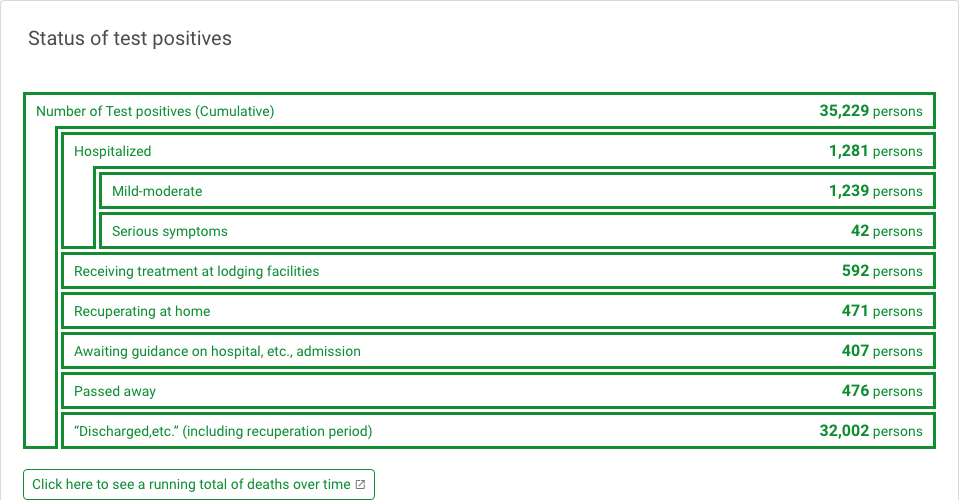 Status of test positives
Number of Test positives (Cumulative) 35,229 persons
Hospitalized 1,281 persons
Mild-moderate 1,239 persons
Serious symptoms 42 persons
Receiving treatment at lodging facilities 592 persons
Recuperating at home 471 persons
Awaiting guidance on hospital, etc., admission 407 persons
Passed away 476 persons
“Discharged,etc.” (including recuperation period) 32,002 persons
Click here to see a running total of deaths over time